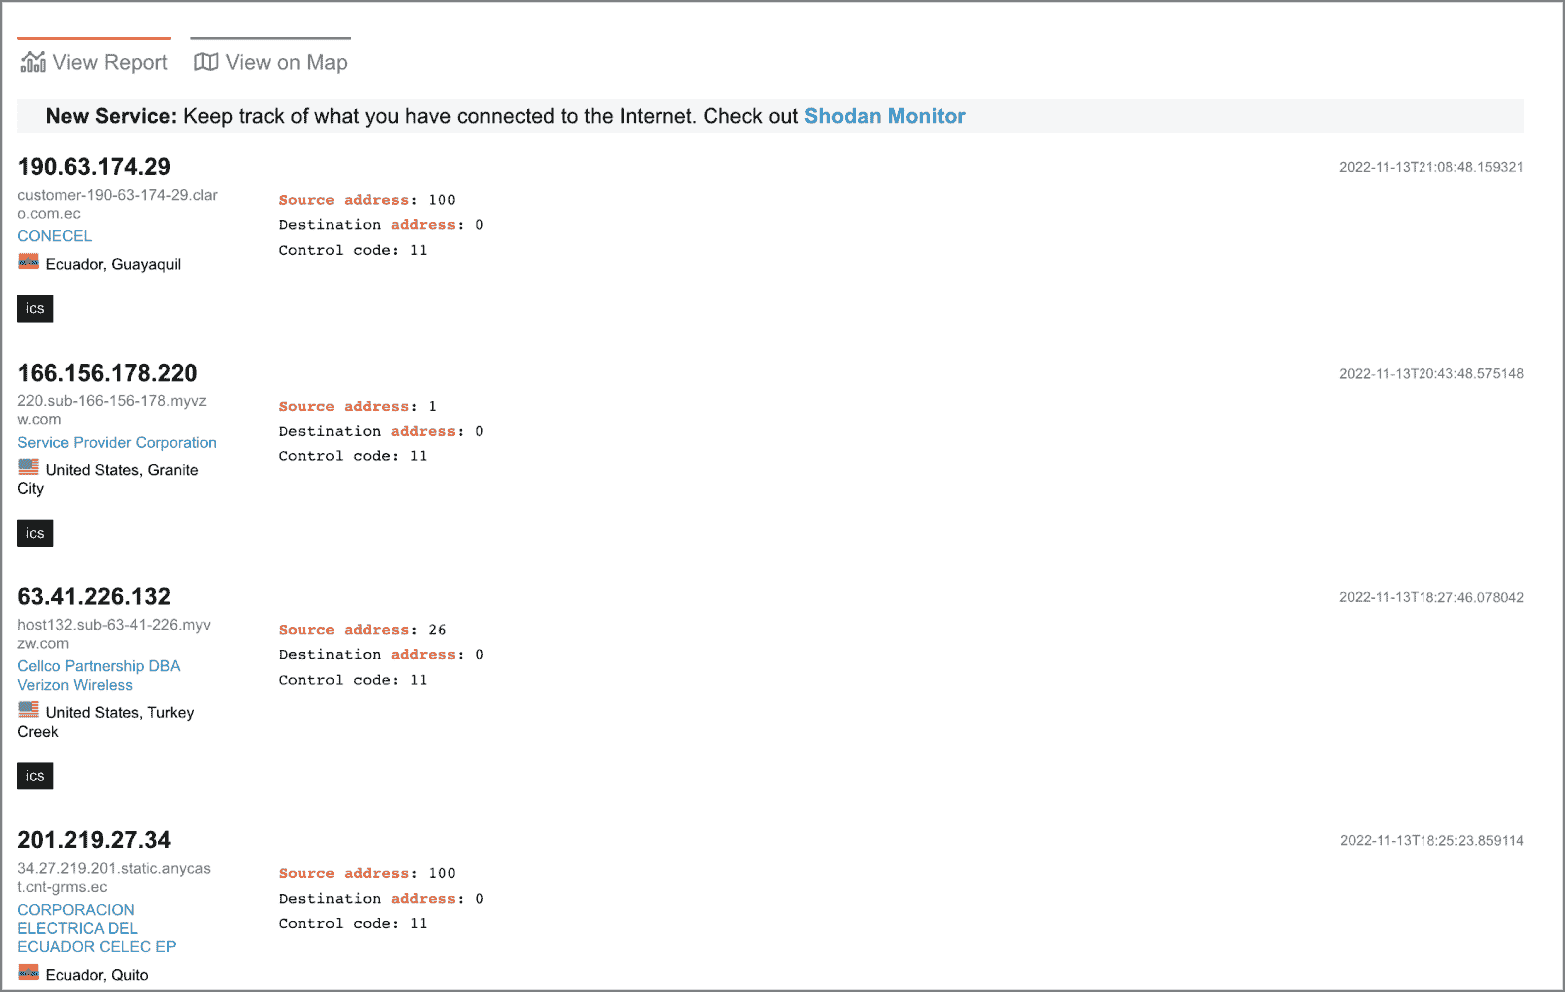 View Report View on Map
New Service: Keep track of what you have connected to the Internet. Check out Shodan Monitor
190.63.174.29
2022-11-13T21:08:48.159321
customer-190-63-174-29.clar
o.com.ec
CONECEL
Ecuador, Guayaquil
ics
Source address: 100
Destination address: 0
Control code: 11
166.156.178.220
2022-11-13T20:43:48.575148
220.sub-166-156-178.myvz
w.com
Service Provider Corporation
United States, Granite
City
ics
Source address: 1
Destination address: 0
Control code: 11
63.41.226.132
2022-11-13T18:27:46.078042
host132.sub-63-41-226.myv
zw.com
Cellco Partnership DBA
Verizon Wireless
United States, Turkey
Creek
ics
Source address: 26
Destination address: 0
Control code: 11
201.219.27.34
2022-11-13T18:25:23.859114
34.27.219.201.static.anycas
t.cnt-grms.ec
CORPORACION
ELECTRICA DEL
ECUADOR CELEC EP
Ecuador, Quito
Source address: 100
Destination address: 0
Control code: 11